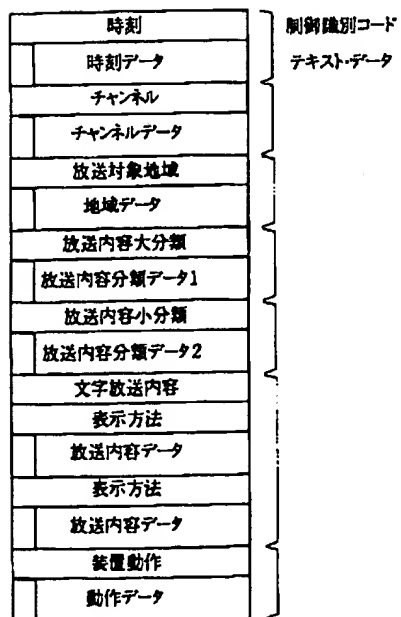 時刻 制御識別コード
時刻データ テキスト・データ
チャンネル
チャンネルデータ
放送対象地域
地域データ
放送内容大分類
放送内容分類データ1
放送内容小分類
放送内容分類データ2
文字放送内容
表示方法
放送内容データ
表示方法
放送内容データ
装置動作
動作データ